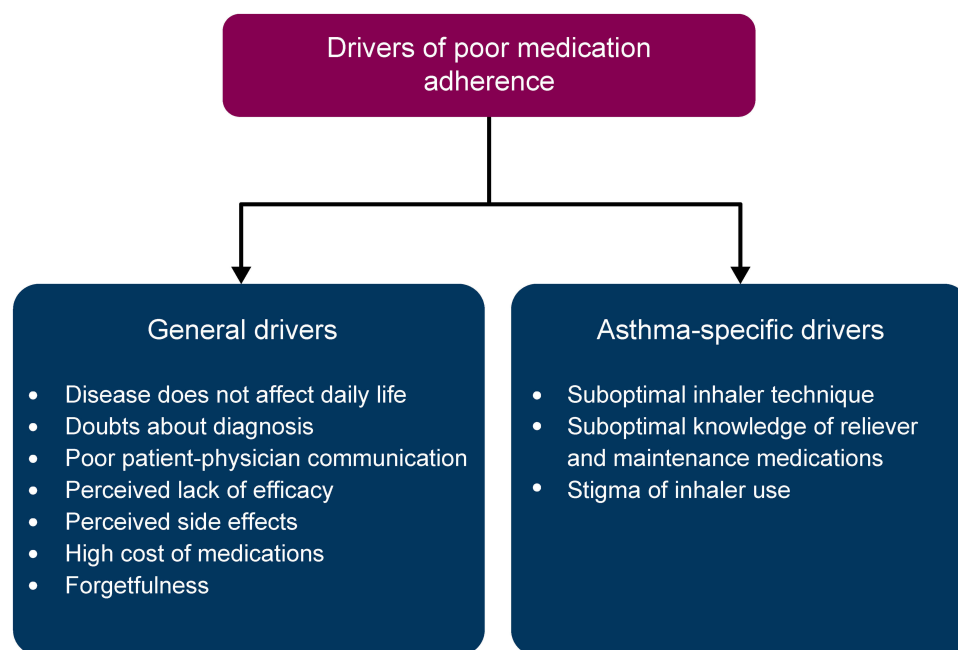 Drivers of poor medication
adherence
General drivers
• Disease does not affect daily life
• Doubts about diagnosis
• Poor patient-physician communication
• Perceived lack of efficacy
• Perceived side effects
• High cost of medications
• Forgetfulness
Asthma-specific drivers
• Suboptimal inhaler technique
• Suboptimal knowledge of reliever
and maintenance medications
• Stigma of inhaler use